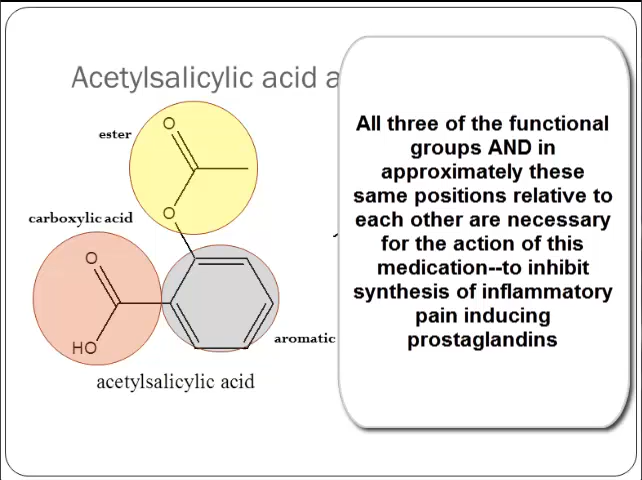 Acetylsalicylic acid a
ester
O
O
carboxylic acid
O
HO
aromatic
acetylsalicylic acid
All three of the functional
groups AND in
approximately these
same positions relative to
each other are necessary
for the action of this
medication--to inhibit
synthesis of inflammatory
pain inducing
prostaglandins